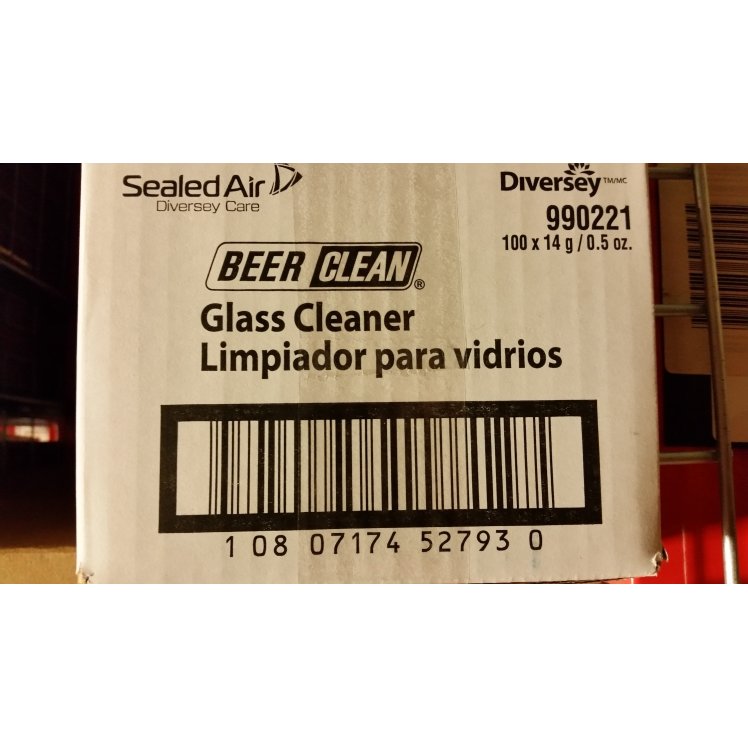 Sealed Air
Diversey Care
Diversey TM/MC
990221
100 x 14 g / 0.5 oz.
BEER CLEAN®
Glass Cleaner
Limpiador para vidrios
1 08 07174 52793 0